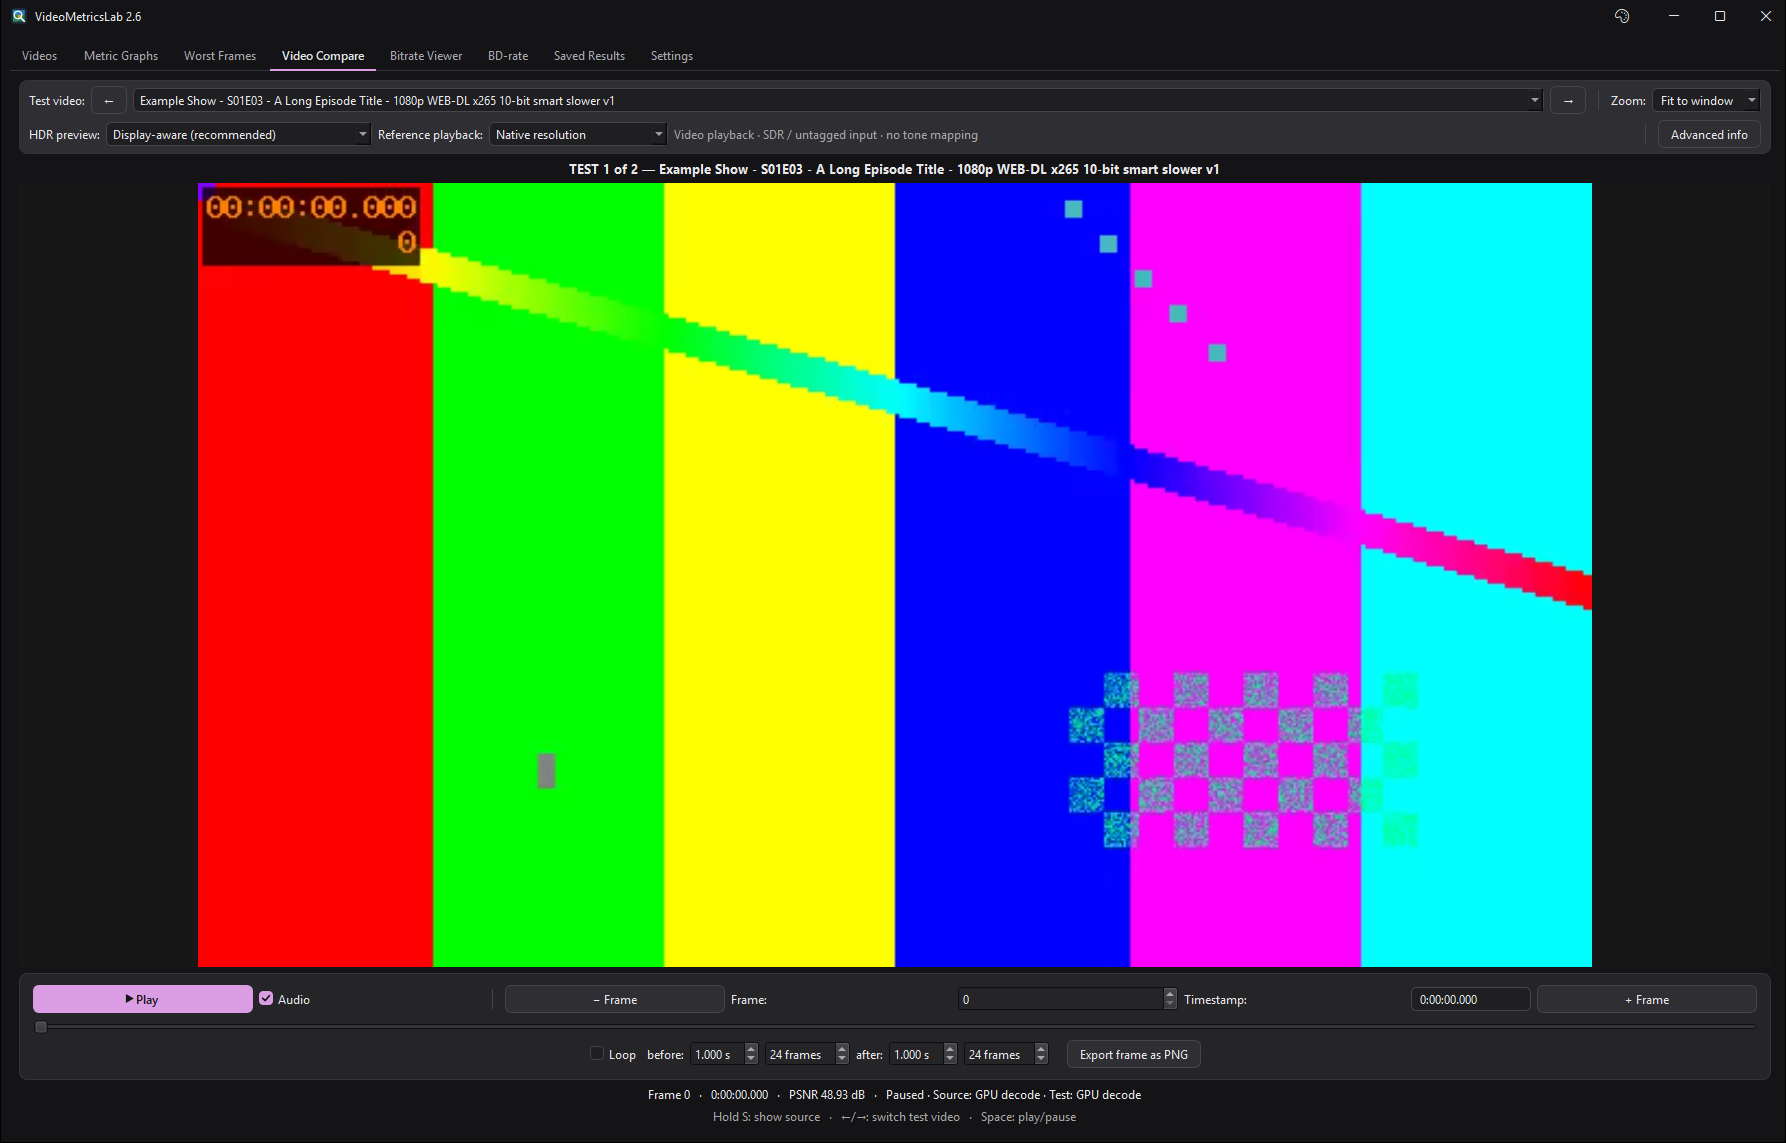 VideoMetricsLab 2.6
Videos Metric Graphs Worst Frames Video Compare Bitrate Viewer BD-rate Saved Results Settings
Test video: ← Example Show - S01E03 - A Long Episode Title - 1080p WEB-DL x265 10-bit smart slower v1 → Zoom: Fit to window
HDR preview: Display-aware (recommended) Reference playback: Native resolution Video playback · SDR / untagged input · no tone mapping Advanced info
TEST 1 of 2 — Example Show - S01E03 - A Long Episode Title - 1080p WEB-DL x265 10-bit smart slower v1
00:00:00.000
0
Play Audio – Frame Frame: 0 Timestamp: 0:00:00.000 + Frame
Loop before: 1.000 s 24 frames after: 1.000 s 24 frames Export frame as PNG
Frame 0 · 0:00:00.000 · PSNR 48.93 dB · Paused · Source: GPU decode · Test: GPU decode
Hold S: show source · ←/→: switch test video · Space: play/pause